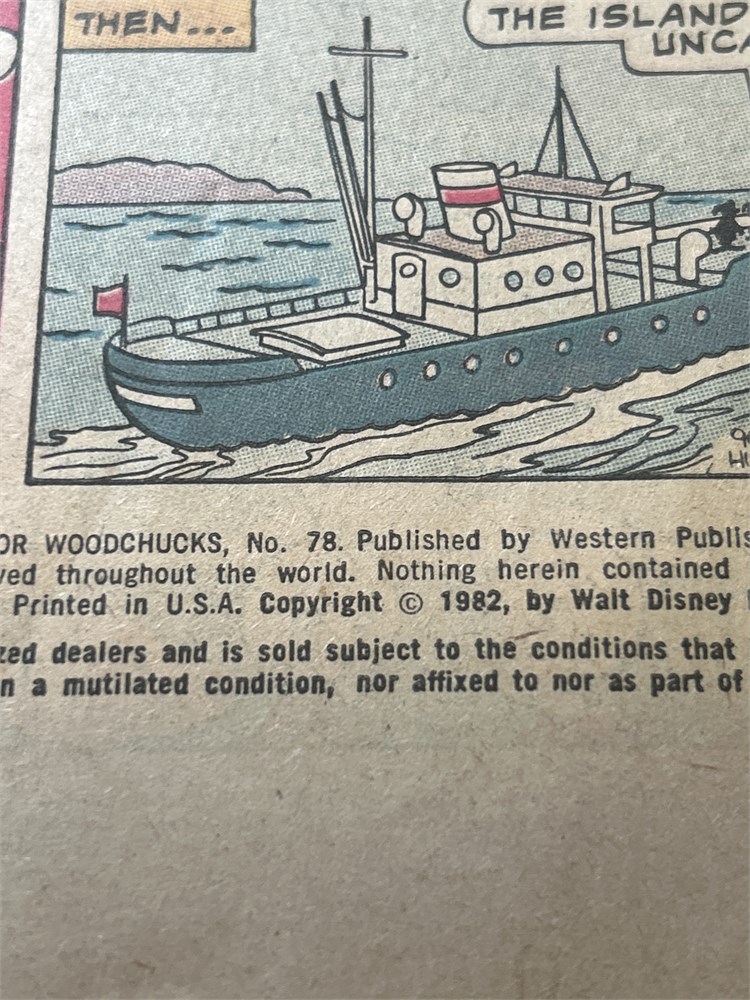 THEN...
THE ISLAND
UNCA
OR WOODCHUCKS, No. 78. Published by Western Publis
ved throughout the world. Nothing herein contained
Printed in U.S.A. Copyright © 1982, by Walt Disney
zed dealers and is sold subject to the conditions that
n a mutilated condition, nor affixed to nor as part of